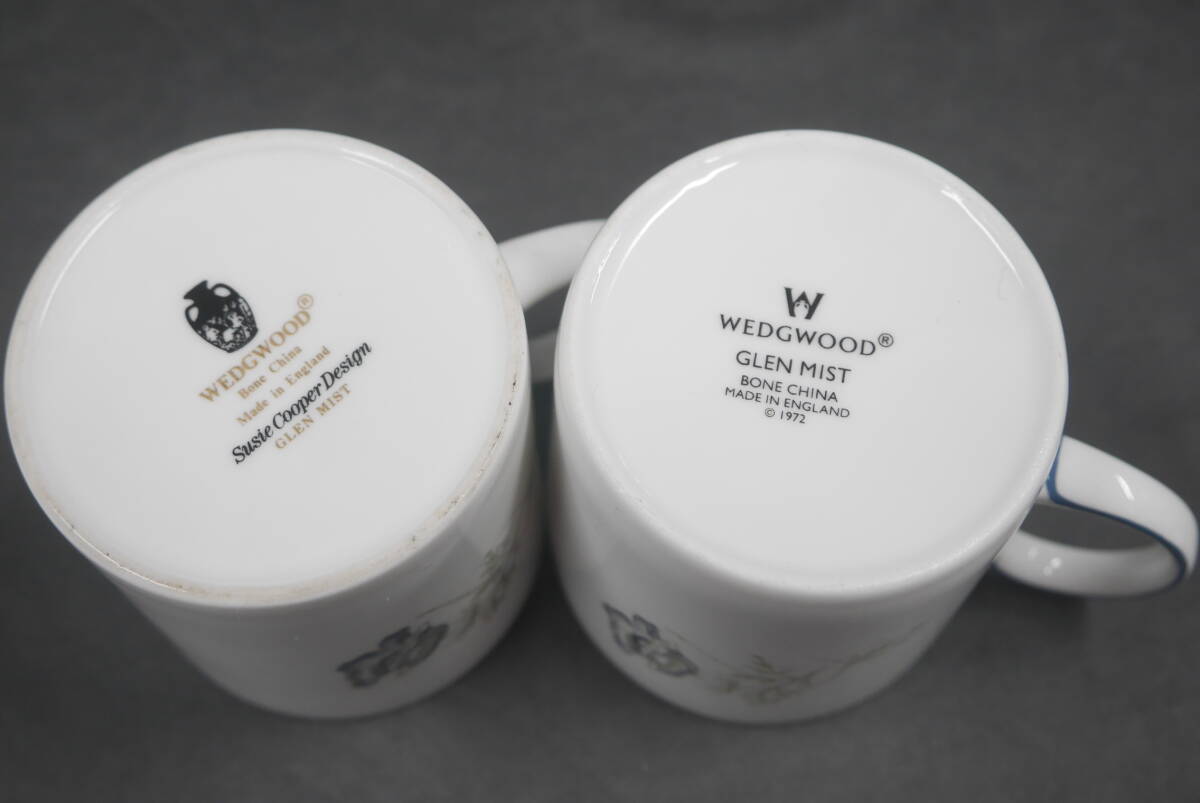 WEDGWOOD®
Bone China
Made in England
Susie Cooper Design
GLEN MIST
W
WEDGWOOD®
GLEN MIST
BONE CHINA
MADE IN ENGLAND
© 1972